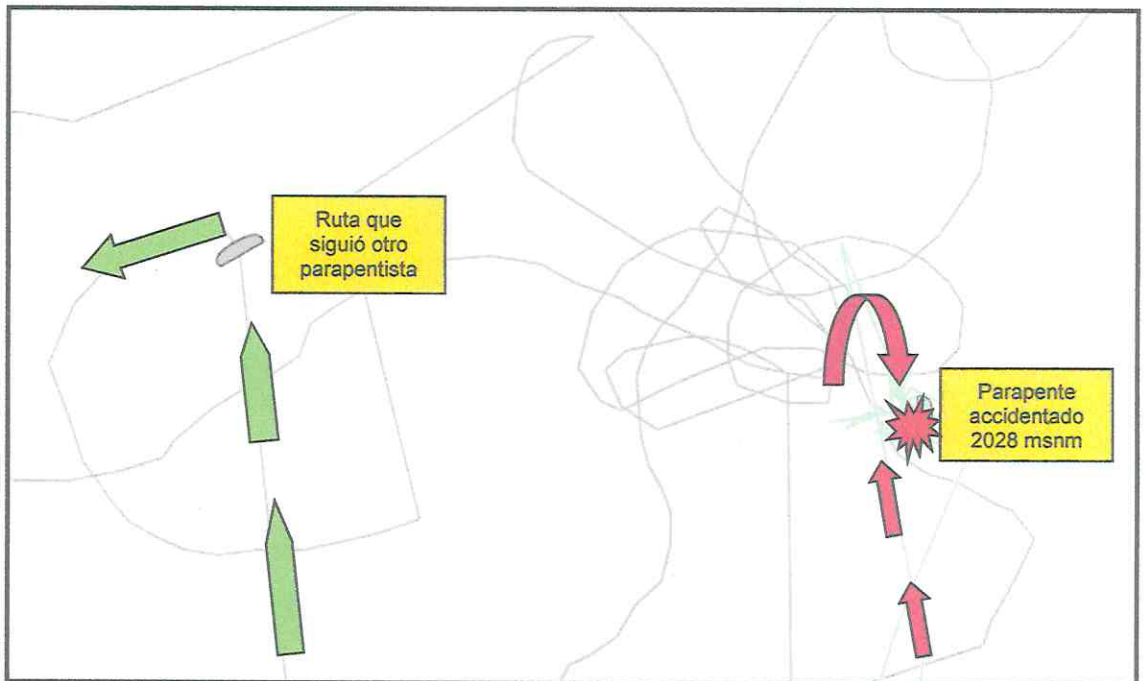 Ruta que
siguió otro
parapentista
Parapente
accidentado
2028 msnm